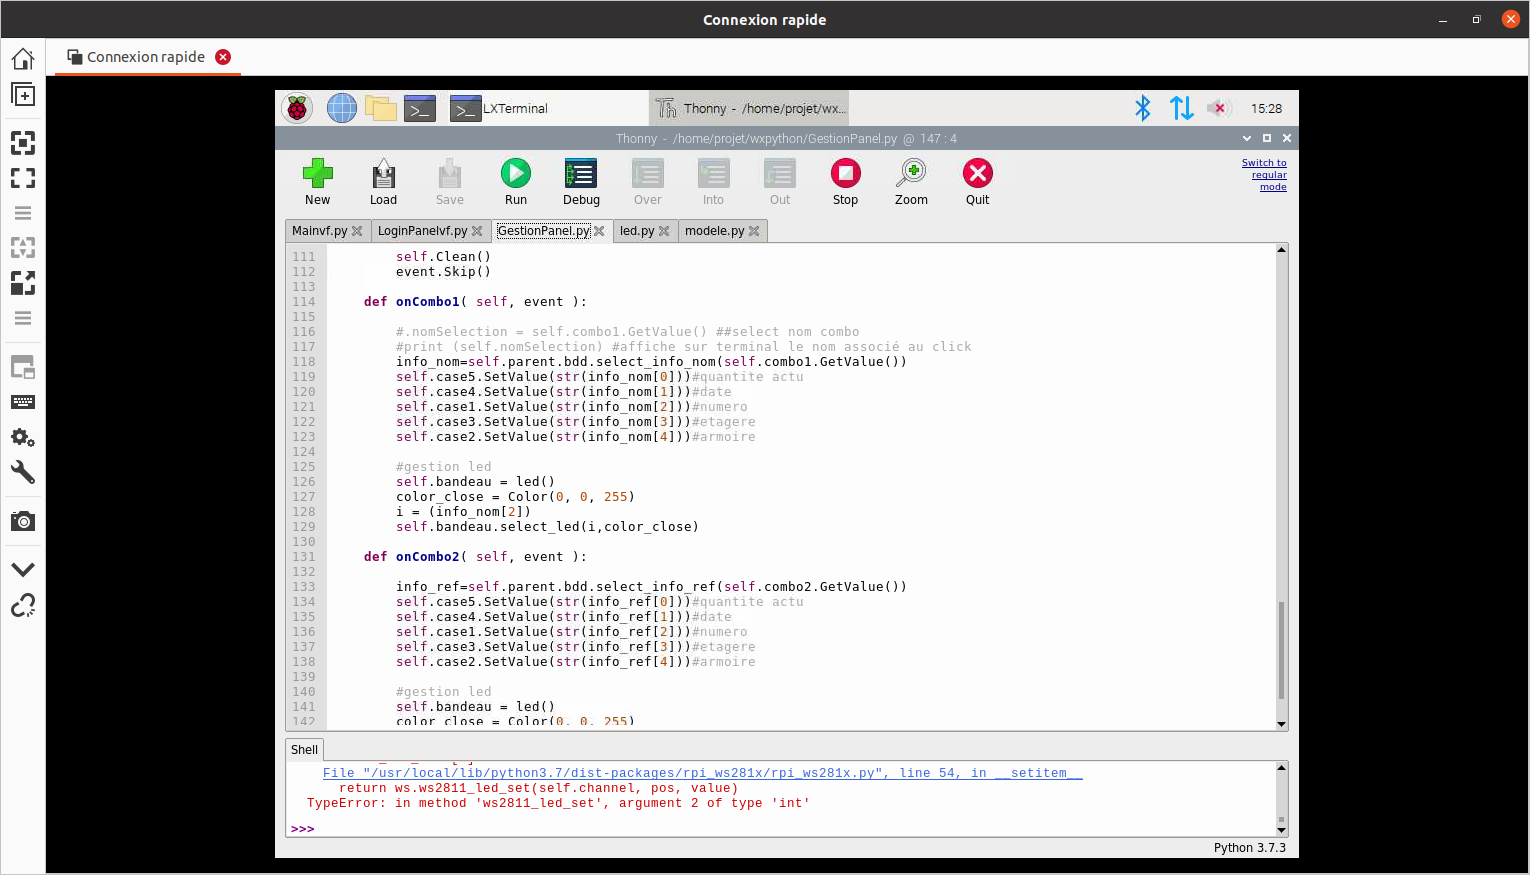 Connexion rapide
Connexion rapide
LXTerminal
Thonny - /home/projet/wx...
15:28
Thonny - /home/projet/wxpython/GestionPanel.py @ 147 : 4
New
Load
Save
Run
Debug
Over
Into
Out
Stop
Zoom
Quit
Switch to
regular
mode
Mainvf.py
LoginPanelvf.py
GestionPanel.py
led.py
modele.py
111 self.Clean()
112 event.Skip()
113
114 def onCombo1( self, event ):
115
116 #.nomSelection = self.combo1.GetValue() ##select nom combo
117 #print (self.nomSelection) #affiche sur terminal le nom associé au click
118 info_nom=self.parent.bdd.select_info_nom(self.combo1.GetValue())
119 self.case5.SetValue(str(info_nom[0]))#quantite actu
120 self.case4.SetValue(str(info_nom[1]))#date
121 self.case1.SetValue(str(info_nom[2]))#numero
122 self.case3.SetValue(str(info_nom[3]))#etagere
123 self.case2.SetValue(str(info_nom[4]))#armoire
124
125 #gestion led
126 self.bandeau = led()
127 color_close = Color(0, 0, 255)
128 i = (info_nom[2])
129 self.bandeau.select_led(i,color_close)
130
131 def onCombo2( self, event ):
132
133 info_ref=self.parent.bdd.select_info_ref(self.combo2.GetValue())
134 self.case5.SetValue(str(info_ref[0]))#quantite actu
135 self.case4.SetValue(str(info_ref[1]))#date
136 self.case1.SetValue(str(info_ref[2]))#numero
137 self.case3.SetValue(str(info_ref[3]))#etagere
138 self.case2.SetValue(str(info_ref[4]))#armoire
139
140 #gestion led
141 self.bandeau = led()
142 color_close = Color(0, 0, 255)
Shell
File "/usr/local/lib/python3.7/dist-packages/rpi_ws281x/rpi_ws281x.py", line 54, in __setitem__
return ws.ws2811_led_set(self.channel, pos, value)
TypeError: in method 'ws2811_led_set', argument 2 of type 'int'
>>>
Python 3.7.3